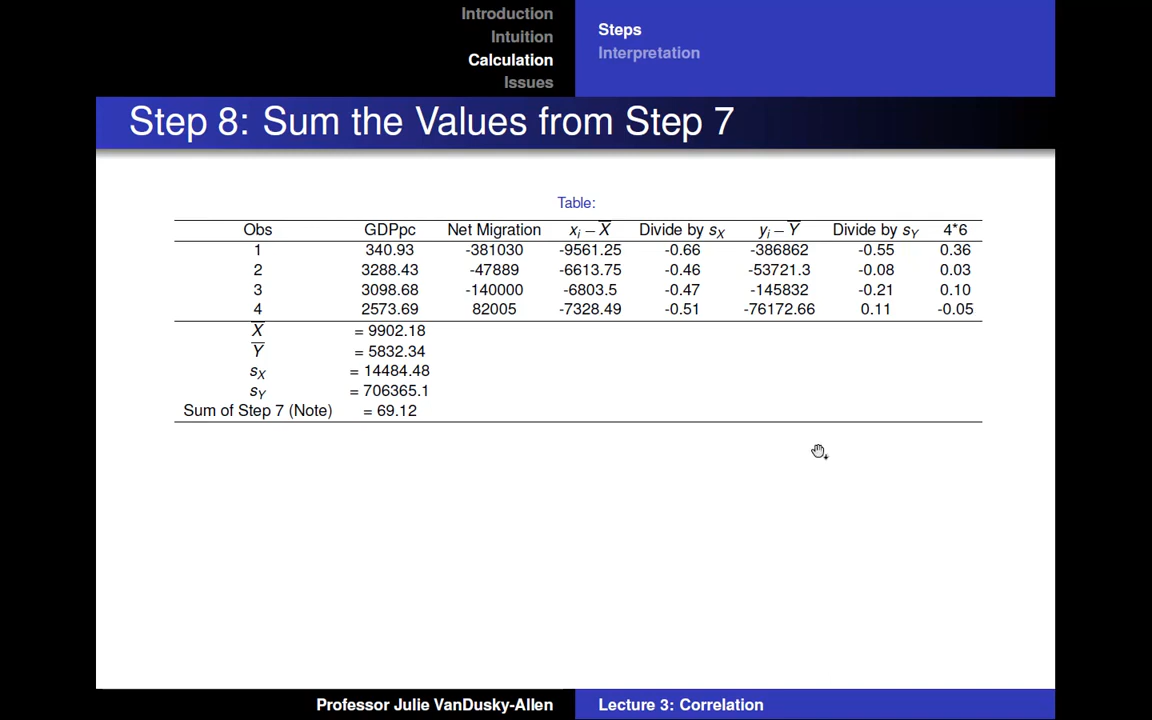 Introduction
Intuition
Calculation
Issues
Steps
Interpretation
Step 8: Sum the Values from Step 7
Table:
Obs GDPpc Net Migration xᵢ − X̅ Divide by s_X yᵢ − Y̅ Divide by s_Y 4*6
1 340.93 -381030 -9561.25 -0.66 -386862 -0.55 0.36
2 3288.43 -47889 -6613.75 -0.46 -53721.3 -0.08 0.03
3 3098.68 -140000 -6803.5 -0.47 -145832 -0.21 0.10
4 2573.69 82005 -7328.49 -0.51 -76172.66 0.11 -0.05
X̅ = 9902.18
Y̅ = 5832.34
s_X = 14484.48
s_Y = 706365.1
Sum of Step 7 (Note) = 69.12
Professor Julie VanDusky-Allen
Lecture 3: Correlation